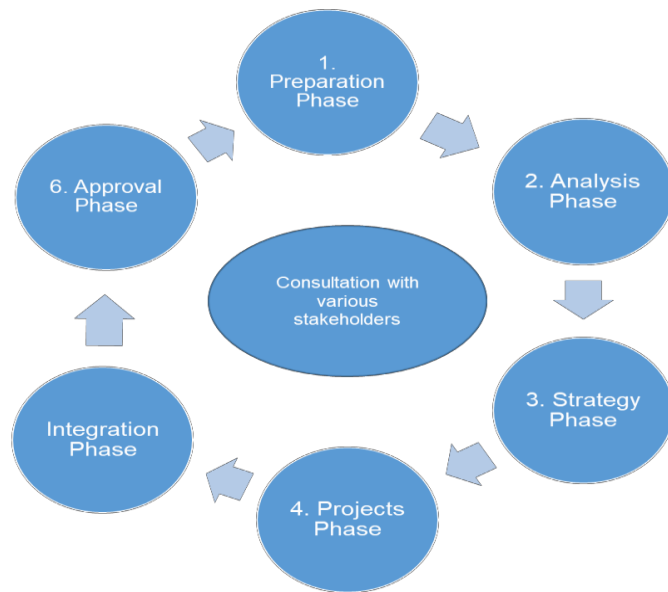 1.
Preparation
Phase
2. Analysis
Phase
3. Strategy
Phase
4. Projects
Phase
Integration
Phase
6. Approval
Phase
Consultation with
various
stakeholders